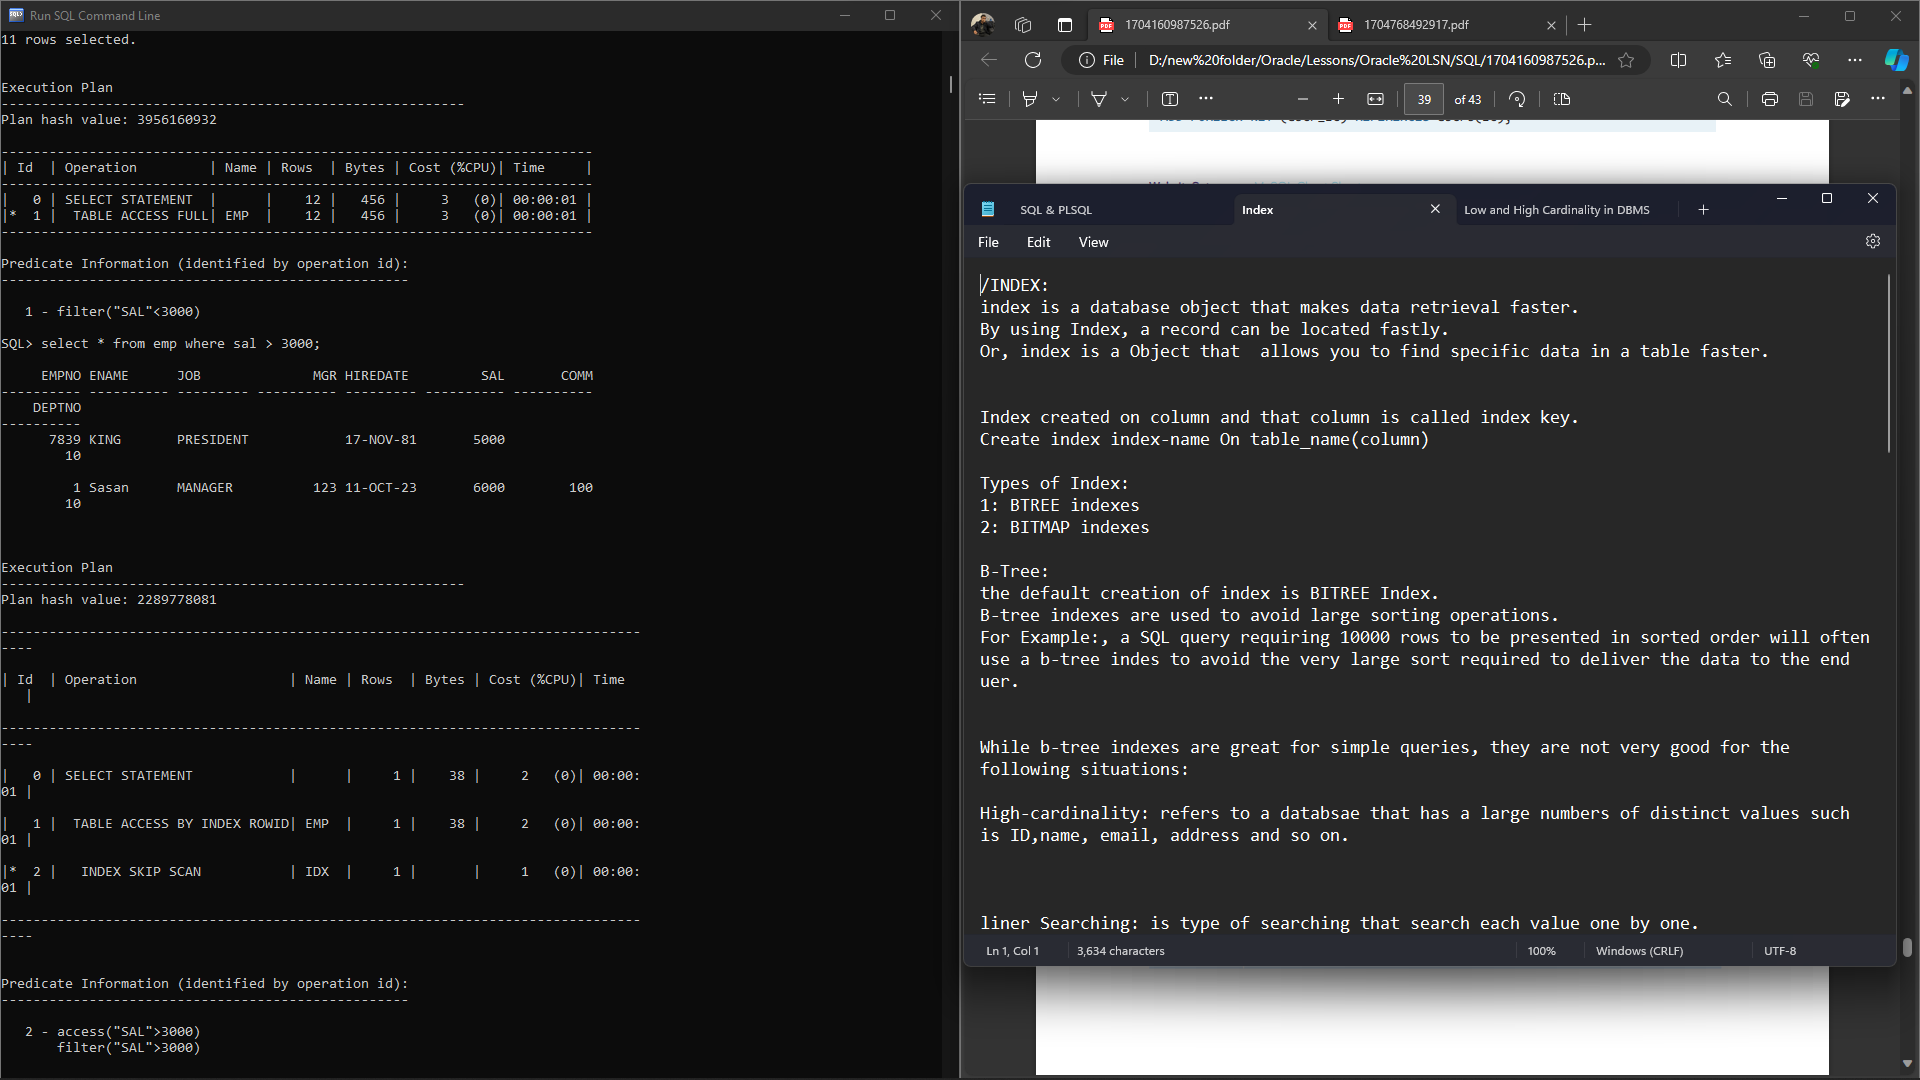 Run SQL Command Line
11 rows selected.
Execution Plan
----------------------------------------------------------
Plan hash value: 3956160932
--------------------------------------------------------------------------
| Id  | Operation         | Name | Rows  | Bytes | Cost (%CPU)| Time     |
--------------------------------------------------------------------------
|   0 | SELECT STATEMENT  |      |    12 |   456 |     3   (0)| 00:00:01 |
|*  1 |  TABLE ACCESS FULL| EMP  |    12 |   456 |     3   (0)| 00:00:01 |
--------------------------------------------------------------------------
Predicate Information (identified by operation id):
---------------------------------------------------
   1 - filter("SAL"<3000)
SQL> select * from emp where sal > 3000;
     EMPNO ENAME      JOB              MGR HIREDATE         SAL       COMM
---------- ---------- --------- ---------- --------- ---------- ----------
    DEPTNO
----------
      7839 KING       PRESIDENT            17-NOV-81       5000
        10
         1 Sasan      MANAGER          123 11-OCT-23       6000        100
        10
Execution Plan
----------------------------------------------------------
Plan hash value: 2289778081
--------------------------------------------------------------------------------
----
| Id  | Operation                   | Name | Rows  | Bytes | Cost (%CPU)| Time
   |
--------------------------------------------------------------------------------
----
|   0 | SELECT STATEMENT            |      |     1 |    38 |     2   (0)| 00:00:
01 |
|   1 |  TABLE ACCESS BY INDEX ROWID| EMP  |     1 |    38 |     2   (0)| 00:00:
01 |
|*  2 |   INDEX SKIP SCAN           | IDX  |     1 |       |     1   (0)| 00:00:
01 |
--------------------------------------------------------------------------------
----
Predicate Information (identified by operation id):
---------------------------------------------------
   2 - access("SAL">3000)
       filter("SAL">3000)
1704160987526.pdf
1704768492917.pdf
File
D:/new%20folder/Oracle/Lessons/Oracle%20LSN/SQL/1704160987526.p...
39 of 43
SQL & PLSQL
Index
Low and High Cardinality in DBMS
File Edit View
/INDEX:
index is a database object that makes data retrieval faster.
By using Index, a record can be located fastly.
Or, index is a Object that  allows you to find specific data in a table faster.
Index created on column and that column is called index key.
Create index index-name On table_name(column)
Types of Index:
1: BTREE indexes
2: BITMAP indexes
B-Tree:
the default creation of index is BITREE Index.
B-tree indexes are used to avoid large sorting operations.
For Example:, a SQL query requiring 10000 rows to be presented in sorted order will often
use a b-tree indes to avoid the very large sort required to deliver the data to the end
uer.
While b-tree indexes are great for simple queries, they are not very good for the
following situations:
High-cardinality: refers to a databsae that has a large numbers of distinct values such
is ID,name, email, address and so on.
liner Searching: is type of searching that search each value one by one.
Ln 1, Col 1
3,634 characters
100%
Windows (CRLF)
UTF-8